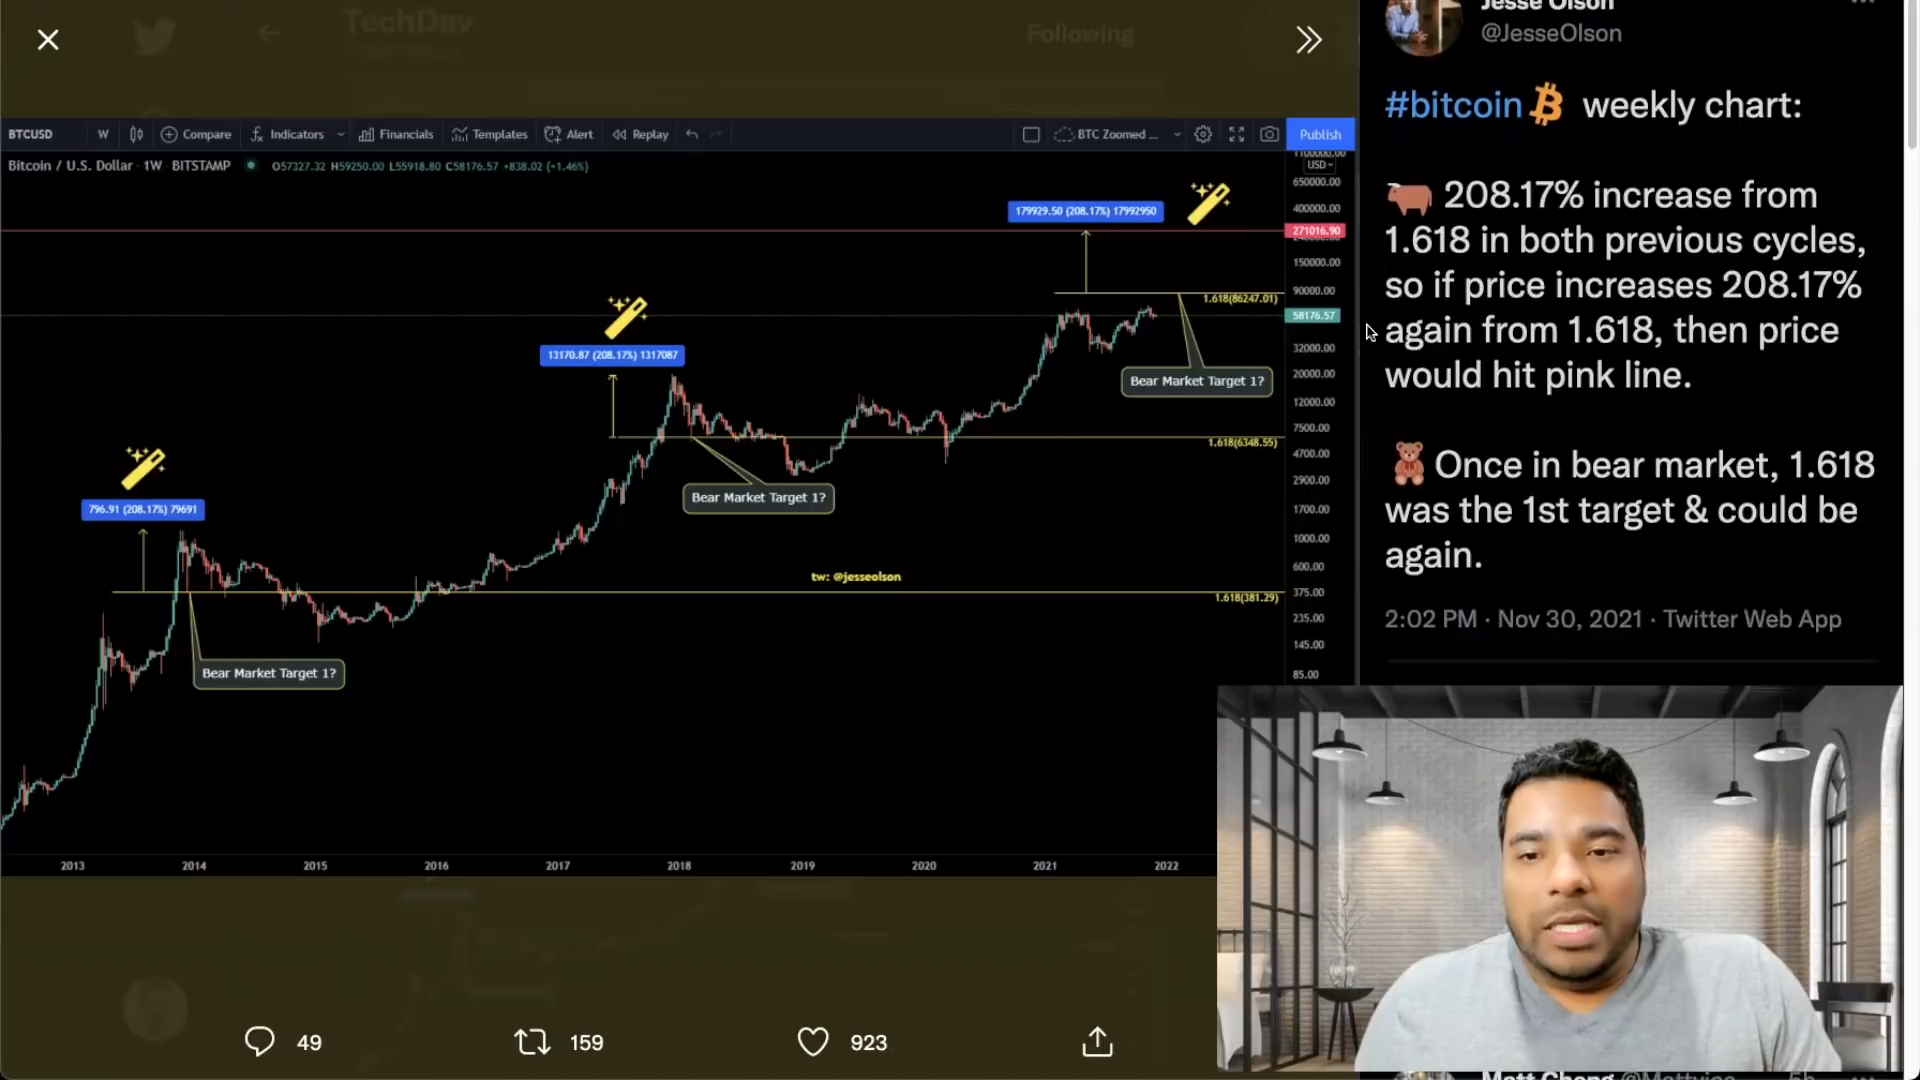 TechDev
Following
BTCUSD W Compare Indicators Financials Templates Alert Replay BTC Zoomed ... Publish
Bitcoin / U.S. Dollar · 1W · BITSTAMP O57327.32 H59250.00 L55918.80 C58176.57 +838.02 (+1.46%)
1100000.00
USD
650000.00
400000.00
271016.90
150000.00
90000.00
58176.57
32000.00
20000.00
12000.00
7500.00
4700.00
2900.00
1700.00
1000.00
600.00
375.00
235.00
145.00
85.00
179929.50 (208.17%) 17992950
1.618(86247.01)
13170.87 (208.17%) 1317087
Bear Market Target 1?
1.618(6348.55)
796.91 (208.17%) 79691
Bear Market Target 1?
tw: @jesseolson
1.618(381.29)
Bear Market Target 1?
2013 2014 2015 2016 2017 2018 2019 2020 2021 2022
49 159 923
Jesse Olson
@JesseOlson
#bitcoin weekly chart:
208.17% increase from
1.618 in both previous cycles,
so if price increases 208.17%
again from 1.618, then price
would hit pink line.
Once in bear market, 1.618
was the 1st target & could be
again.
2:02 PM · Nov 30, 2021 · Twitter Web App